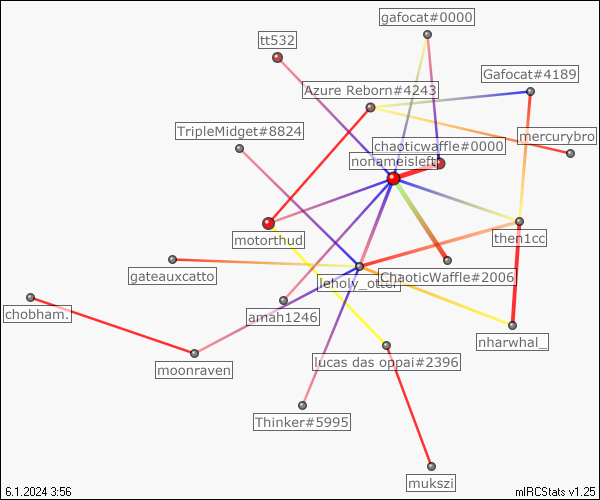 gafocat#0000
tt532
Gafocat#4189
Azure Reborn#4243
TripleMidget#8824
mercurybro
chaoticwaffle#0000
nonameisleft
motorthud
then1cc
gateauxcatto
ChaoticWaffle#2006
leholy_otter
chobham.
amah1246
nharwhal_
moonraven
lucas das oppai#2396
Thinker#5995
mukszi
6.1.2024 3:56
mIRCStats v1.25